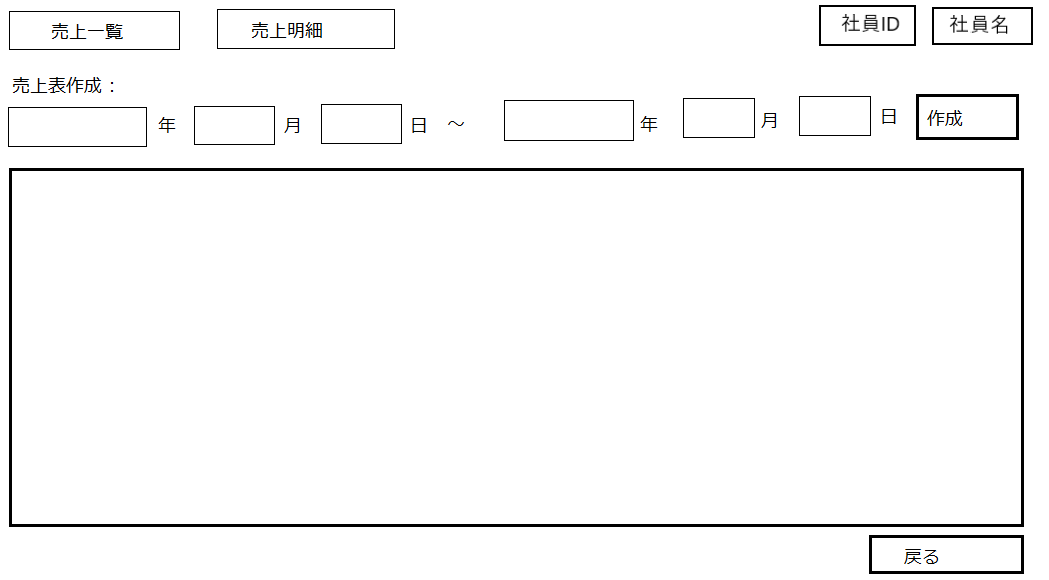 売上一覧 売上明細 社員ID 社員名
売上表作成：
年 月 日 ～ 年 月 日 作成
戻る